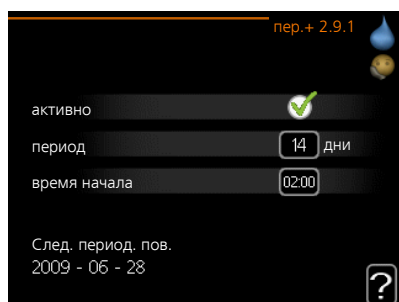 пер.+ 2.9.1
активно
период 14 дни
время начала 02:00
След. период. пов.
2009 - 06 - 28
?